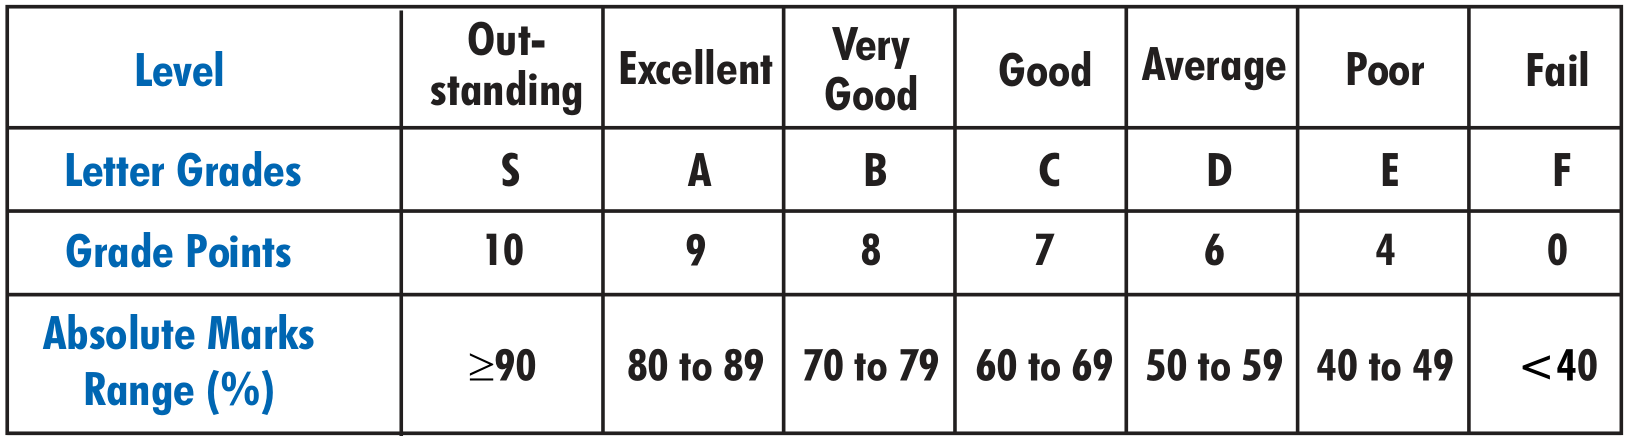 Level Out-standing Excellent Very Good Good Average Poor Fail
Letter Grades S A B C D E F
Grade Points 10 9 8 7 6 4 0
Absolute Marks Range (%) ≥90 80 to 89 70 to 79 60 to 69 50 to 59 40 to 49 <40